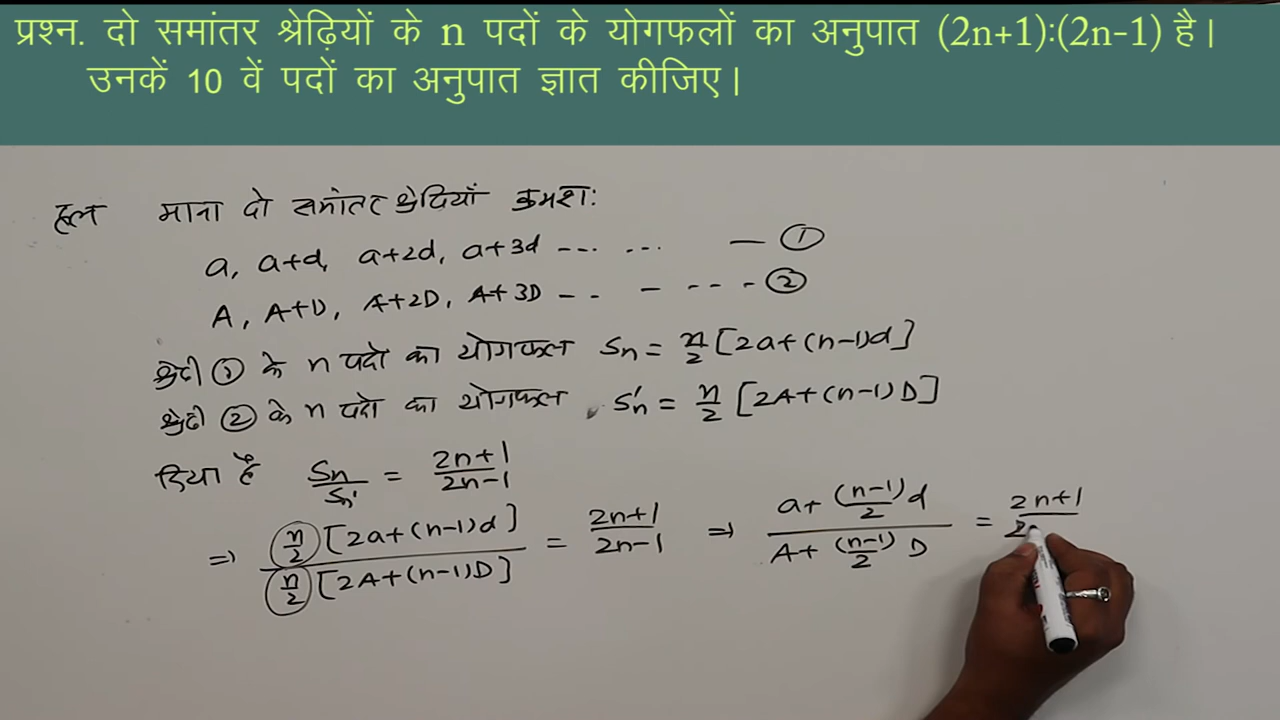 प्रश्न. दो समांतर श्रेढ़ियों के n पदों के योगफलों का अनुपात (2n+1):(2n-1) है।
उनकें 10 वें पदों का अनुपात ज्ञात कीजिए।
हल माना दो समांतर श्रेढियाँ क्रमश:
a, a+d, a+2d, a+3d --- --- — ①
A, A+D, A+2D, A+3D -- - --- - ②
श्रेढी ① के n पदो का योगफल Sn = n/2 [2a+(n-1)d]
श्रेढी ② के n पदो का योगफल S'n = n/2 [2A+(n-1)D]
दिया है Sn/Sn' = 2n+1/2n-1
⇒ n/2 [2a+(n-1)d] / n/2 [2A+(n-1)D] = 2n+1/2n-1 ⇒ a+ (n-1)/2 d / A+ (n-1)/2 D = 2n+1/2